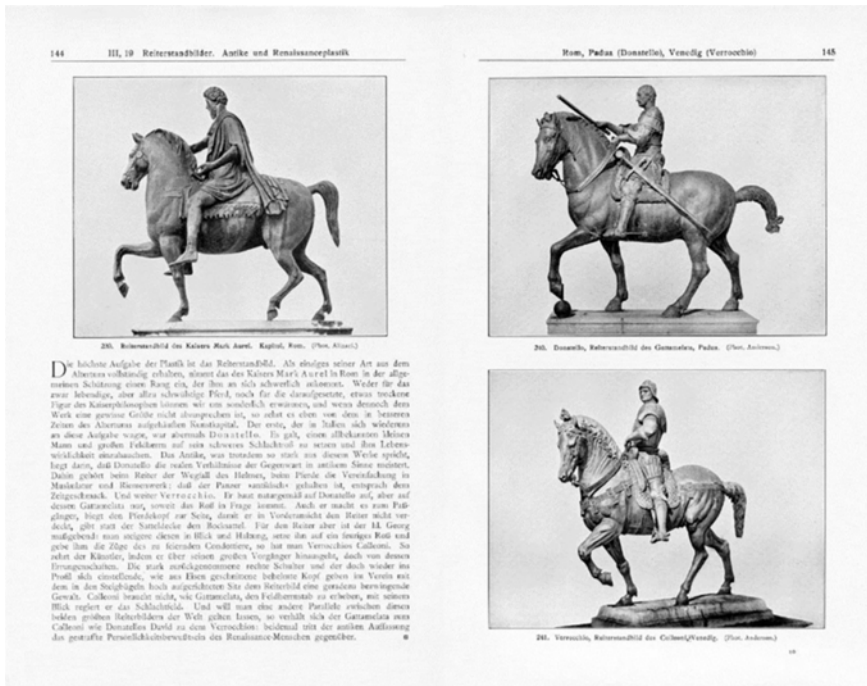 144 III, 19 Reiterstandbilder. Antike und Renaissanceplastik
Reiterstandbild des Kaisers Mark Aurel. Kapitol, Rom. (Phot. Alinari.)
Die höchste Aufgabe der Plastik ist das Reiterstandbild. Als einziges seiner Art aus dem
Altertum vollständig erhalten, nimmt das des Kaisers Mark Aurel in Rom in der allge-
meinen Schätzung einen Rang ein, der ihm an sich schwerlich zukommt. Weder für das
zwar lebendige, aber allzu schwülstige Pferd, noch für die daraufgesetzte, etwas trockene
Figur des Kaiserphilosophen können wir uns sonderlich erwärmen, und wenn dennoch dem
Werk eine gewisse Größe nicht abzusprechen ist, so zehrt es eben von dem in besseren
Zeiten des Altertums aufgehäuften Kunstkapital. Der erste, der in Italien sich wiederum
an diese Aufgabe wagte, war abermals Donatello. Es galt, einen allbekannten kleinen
Mann und großen Feldherrn auf sein schweres Schlachtroß zu setzen und ihm Lebens-
wirklichkeit einzuhauchen. Das Antike, was trotzdem so stark aus diesem Werke spricht,
liegt darin, daß Donatello die realen Verhältnisse der Gegenwart in antikem Sinne meistert.
Dahin gehört beim Reiter der Wegfall des Helmes, beim Pferde die Vereinfachung in
Muskulatur und Riemenwerk; daß der Panzer »antikisch« gehalten ist, entsprach dem
Zeitgeschmack. Und weiter Verrocchio. Er baut naturgemäß auf Donatello auf, aber auf
dessen Gattamelata nur, soweit das Roß in Frage kommt. Auch er macht es zum Paß-
gänger, biegt den Pferdekopf zur Seite, damit er in Vorderansicht den Reiter nicht ver-
deckt, gibt statt der Satteldecke den Bocksattel. Für den Reiter aber ist der hl. Georg
maßgebend: man steigere diesen in Blick und Haltung, setze ihn auf ein feuriges Roß und
gebe ihm die Züge des zu feiernden Condottiere, so hat man Verrocchios Colleoni. So
zehrt der Künstler, indem er über seinen großen Vorgänger hinausgeht, doch von dessen
Errungenschaften. Die stark zurückgenommene rechte Schulter und der doch wieder ins
Profil sich einstellende, wie aus Eisen geschnittene behelmte Kopf geben im Verein mit
dem in den Steigbügeln hoch aufgerichteten Sitz dem Reiterbild eine geradezu bezwingende
Gewalt. Colleoni braucht nicht, wie Gattamelata, den Feldherrnstab zu erheben, mit seinem
Blick regiert er das Schlachtfeld. Und will man eine andere Parallele zwischen diesen
beiden größten Reiterbildern der Welt gelten lassen, so verhält sich der Gattamelata zum
Colleoni wie Donatellos David zu dem Verrocchios: beidemal tritt der antiken Auffassung
das gestraffte Persönlichkeitsbewußtsein des Renaissance-Menschen gegenüber.
Rom, Padua (Donatello), Venedig (Verrocchio) 145
240. Donatello, Reiterstandbild des Gattamelata, Padua. (Phot. Anderson.)
241. Verrocchio, Reiterstandbild des Colleoni, Venedig. (Phot. Anderson.)